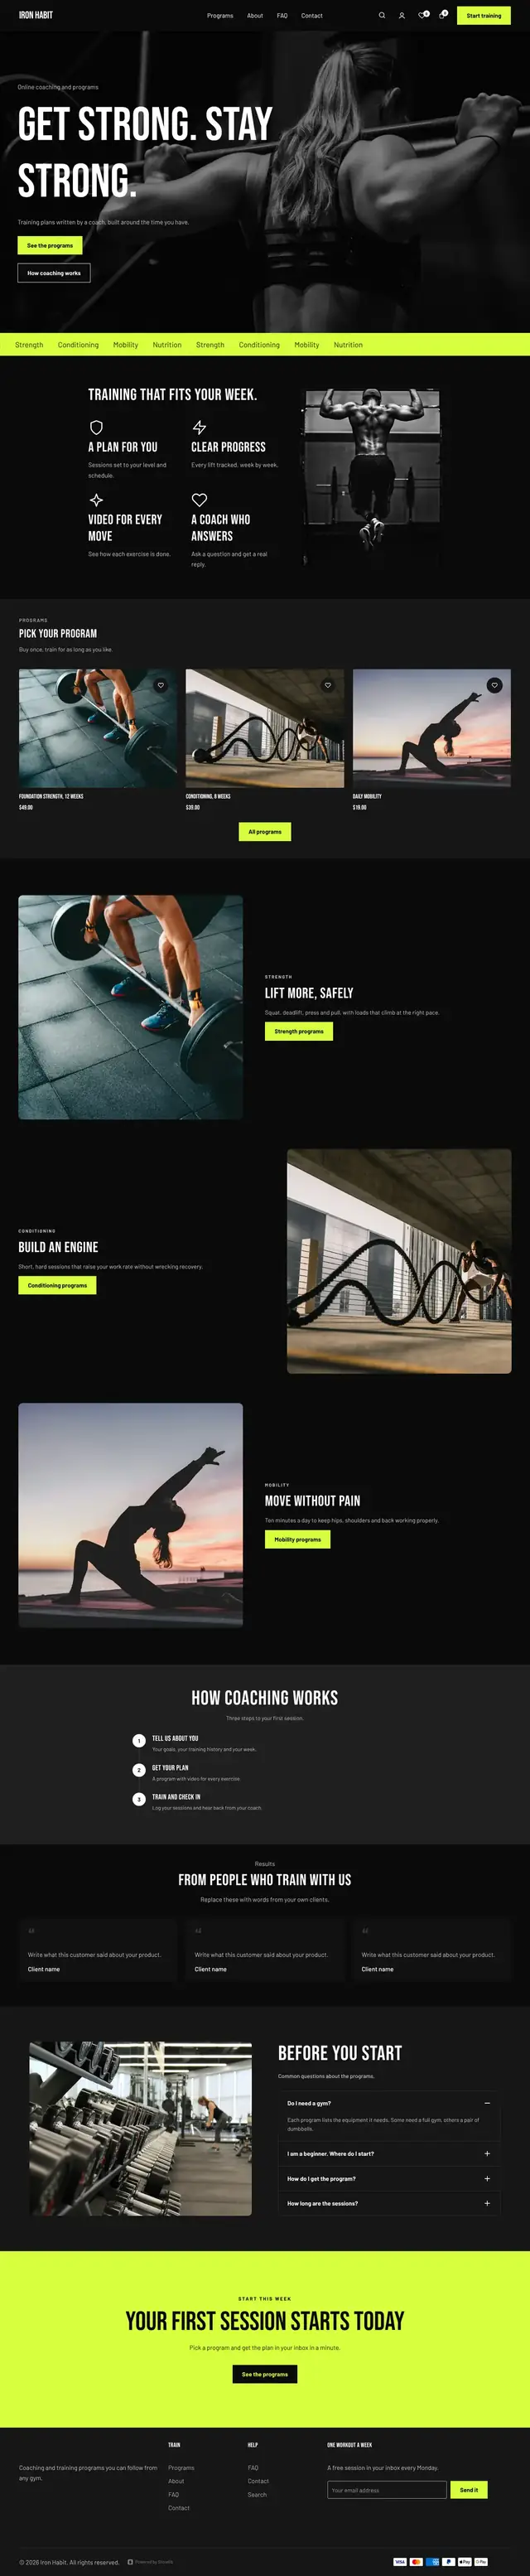 IRON HABIT
Programs
About
FAQ
Contact
0
0
Start training
Online coaching and programs
GET STRONG. STAY
STRONG.
Training plans written by a coach, built around the time you have.
See the programs
How coaching works
Strength Conditioning Mobility Nutrition Strength Conditioning Mobility Nutrition
TRAINING THAT FITS YOUR WEEK.
A PLAN FOR YOU
Sessions set to your level and
schedule.
CLEAR PROGRESS
Every lift tracked, week by week.
VIDEO FOR EVERY
MOVE
See how each exercise is done.
A COACH WHO
ANSWERS
Ask a question and get a real
reply.
PROGRAMS
PICK YOUR PROGRAM
Buy once, train for as long as you like.
FOUNDATION STRENGTH, 12 WEEKS
$49.00
CONDITIONING, 8 WEEKS
$39.00
DAILY MOBILITY
$19.00
All programs
STRENGTH
LIFT MORE, SAFELY
Squat, deadlift, press and pull, with loads that climb at the right pace.
Strength programs
CONDITIONING
BUILD AN ENGINE
Short, hard sessions that raise your work rate without wrecking recovery.
Conditioning programs
MOBILITY
MOVE WITHOUT PAIN
Ten minutes a day to keep hips, shoulders and back working properly.
Mobility programs
HOW COACHING WORKS
Three steps to your first session.
1
TELL US ABOUT YOU
Your goals, your training history and your week.
2
GET YOUR PLAN
A program with video for every exercise.
3
TRAIN AND CHECK IN
Log your sessions and hear back from your coach.
Results
FROM PEOPLE WHO TRAIN WITH US
Replace these with words from your own clients.
“
Write what this customer said about your product.
Client name
“
Write what this customer said about your product.
Client name
“
Write what this customer said about your product.
Client name
BEFORE YOU START
Common questions about the programs.
Do I need a gym?
Each program lists the equipment it needs. Some need a full gym, others a pair of
dumbbells.
I am a beginner. Where do I start?
How do I get the program?
How long are the sessions?
START THIS WEEK
YOUR FIRST SESSION STARTS TODAY
Pick a program and get the plan in your inbox in a minute.
See the programs
Coaching and training programs you can follow from
any gym.
TRAIN
Programs
About
FAQ
Contact
HELP
FAQ
Contact
Search
ONE WORKOUT A WEEK
A free session in your inbox every Monday.
Your email address
Send it
© 2026 Iron Habit. All rights reserved.
Powered by
VISA
PayPal
Pay
Pay